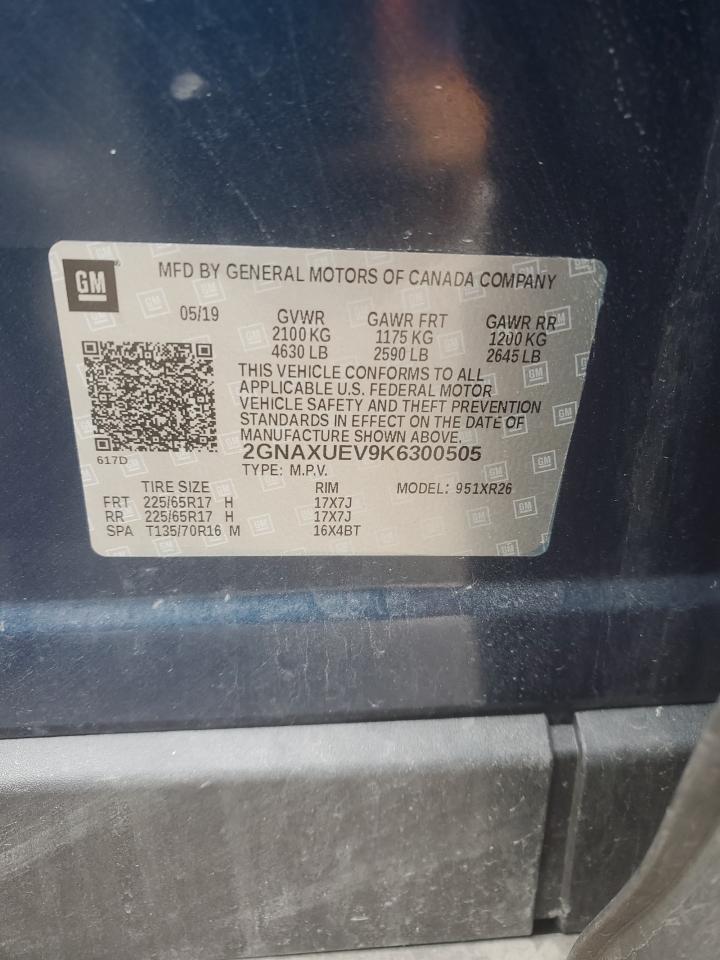 GM
MFD BY GENERAL MOTORS OF CANADA COMPANY
05/19 GVWR GAWR FRT GAWR RR
2100 KG 1175 KG 1200 KG
4630 LB 2590 LB 2645 LB
THIS VEHICLE CONFORMS TO ALL
APPLICABLE U.S. FEDERAL MOTOR
VEHICLE SAFETY AND THEFT PREVENTION
STANDARDS IN EFFECT ON THE DATE OF
MANUFACTURE SHOWN ABOVE.
2GNAXUEV9K6300505
617D
TYPE: M.P.V.
TIRE SIZE RIM MODEL: 951XR26
FRT 225/65R17 H 17X7J
RR 225/65R17 H 17X7J
SPA T135/70R16 M 16X4BT